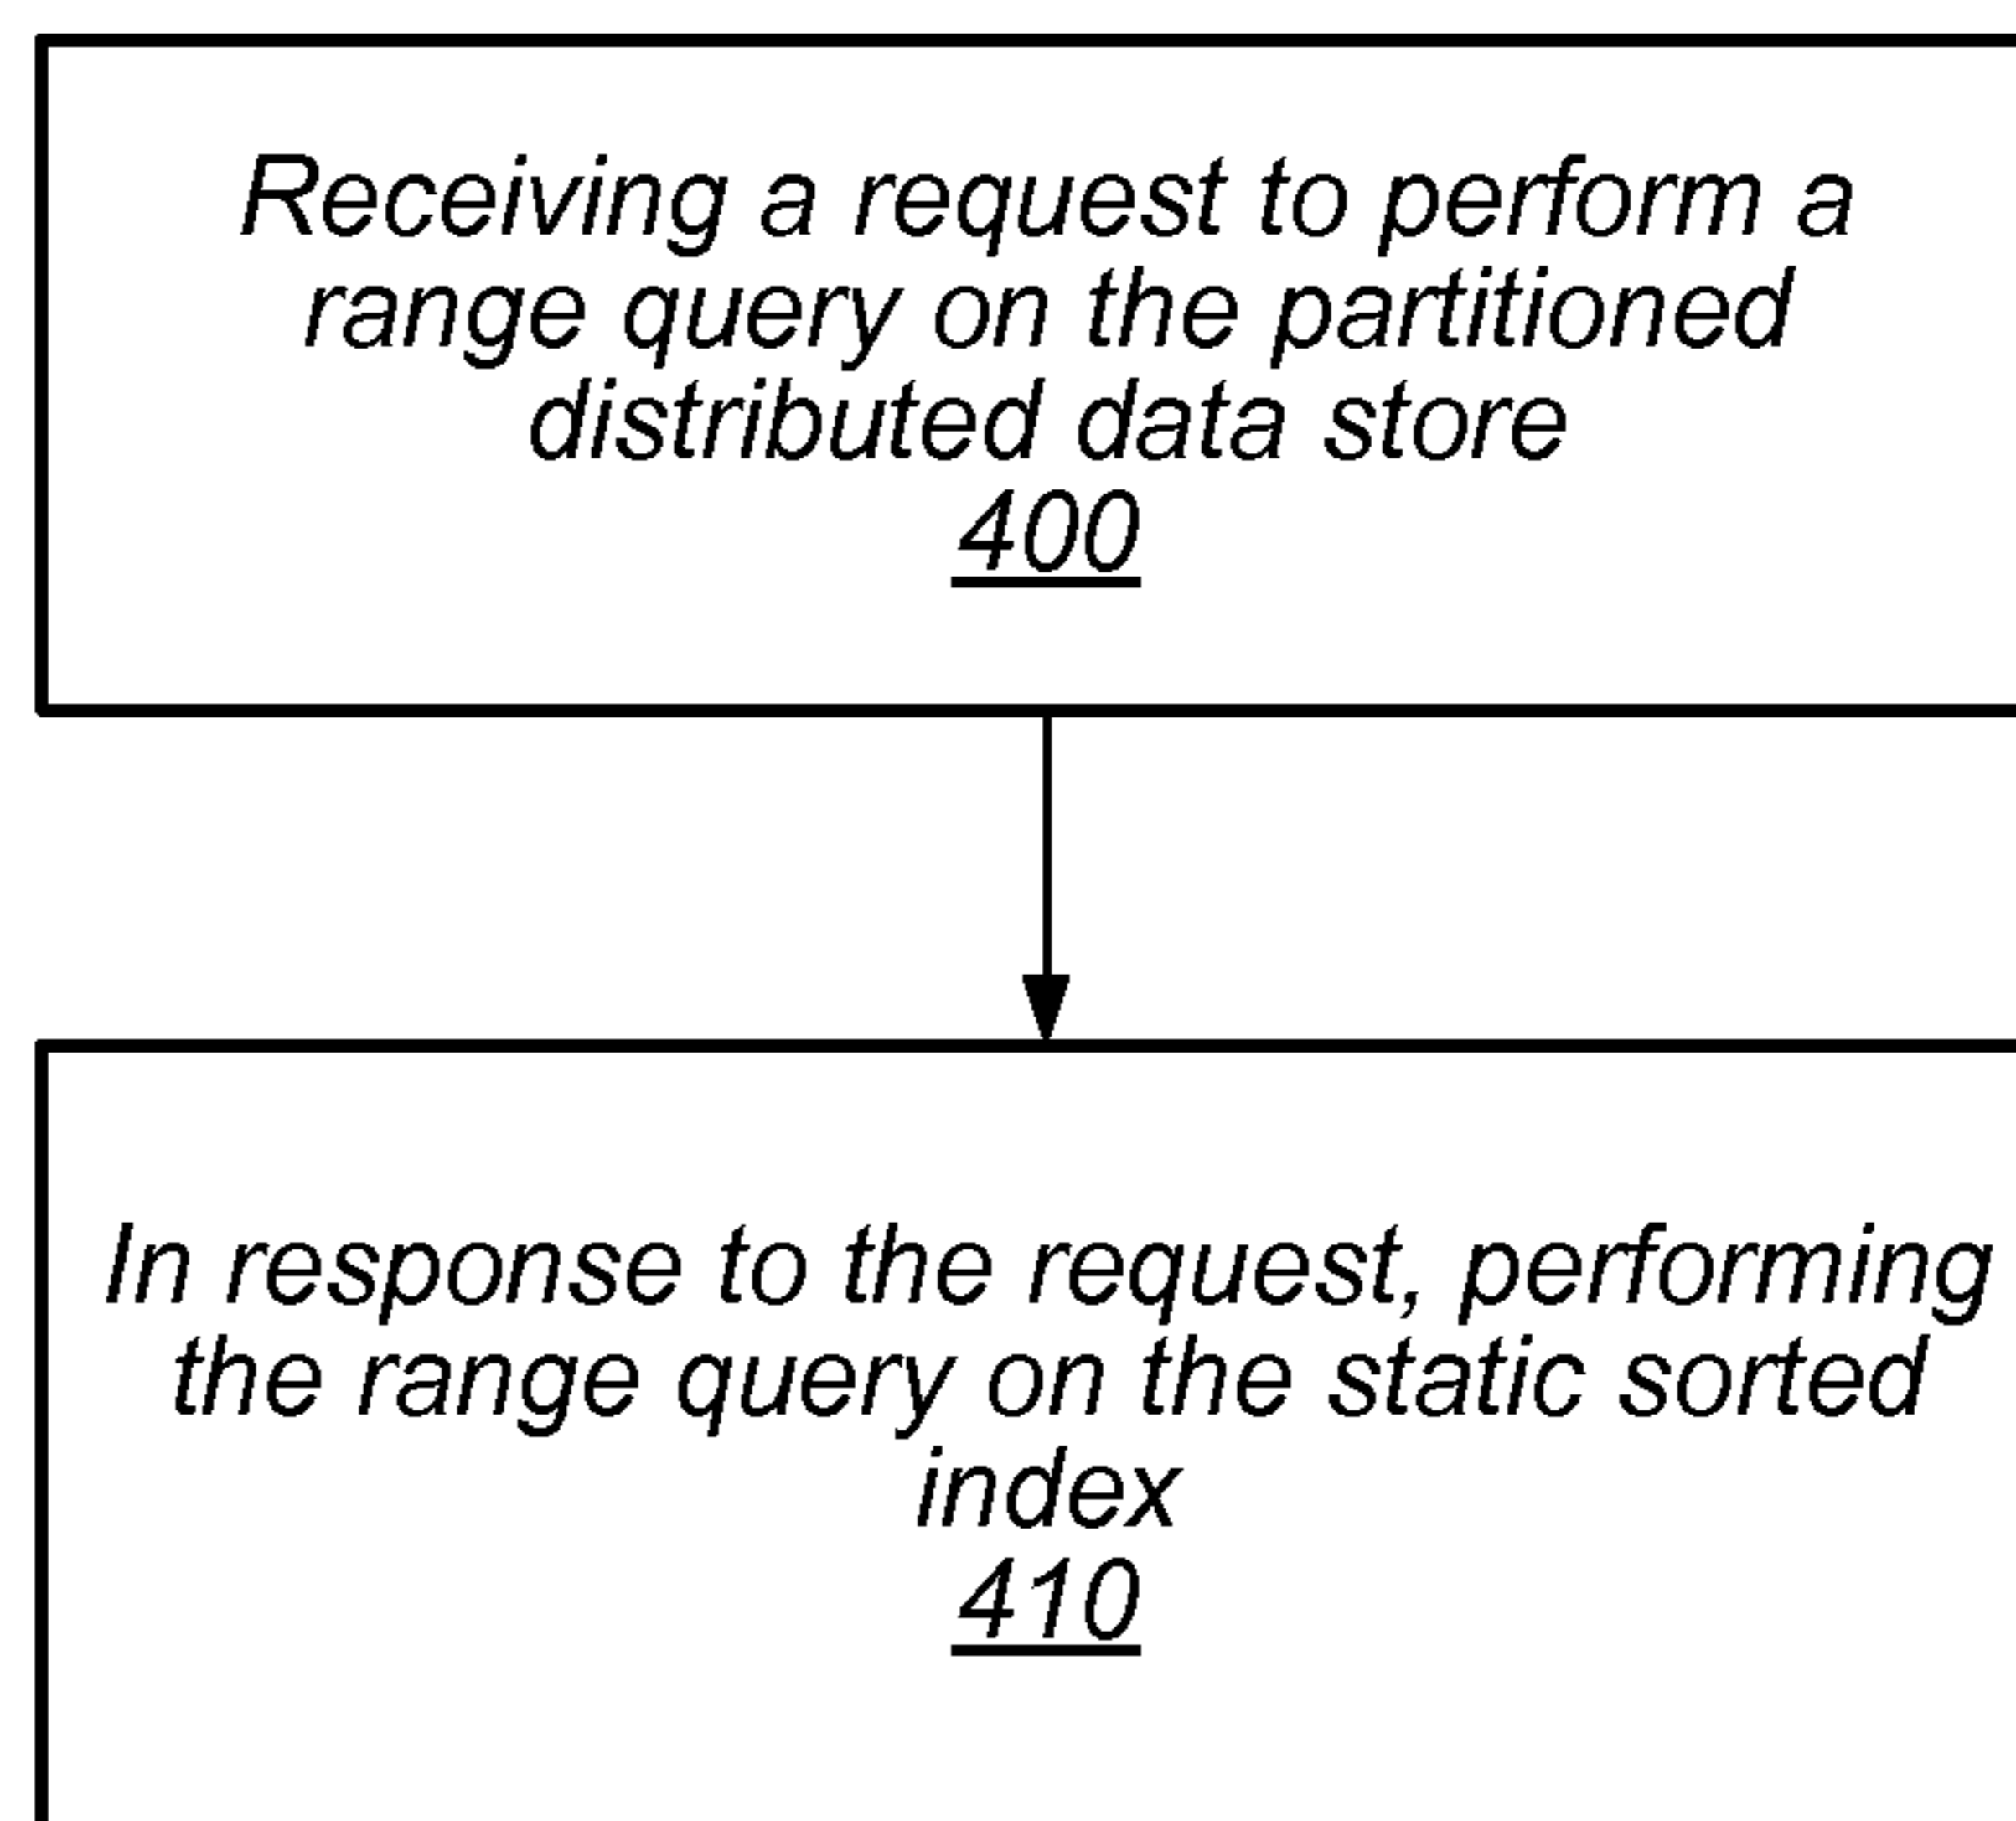 Receiving a request to perform a
range query on the partitioned
distributed data store
400
In response to the request, performing
the range query on the static sorted
index
410